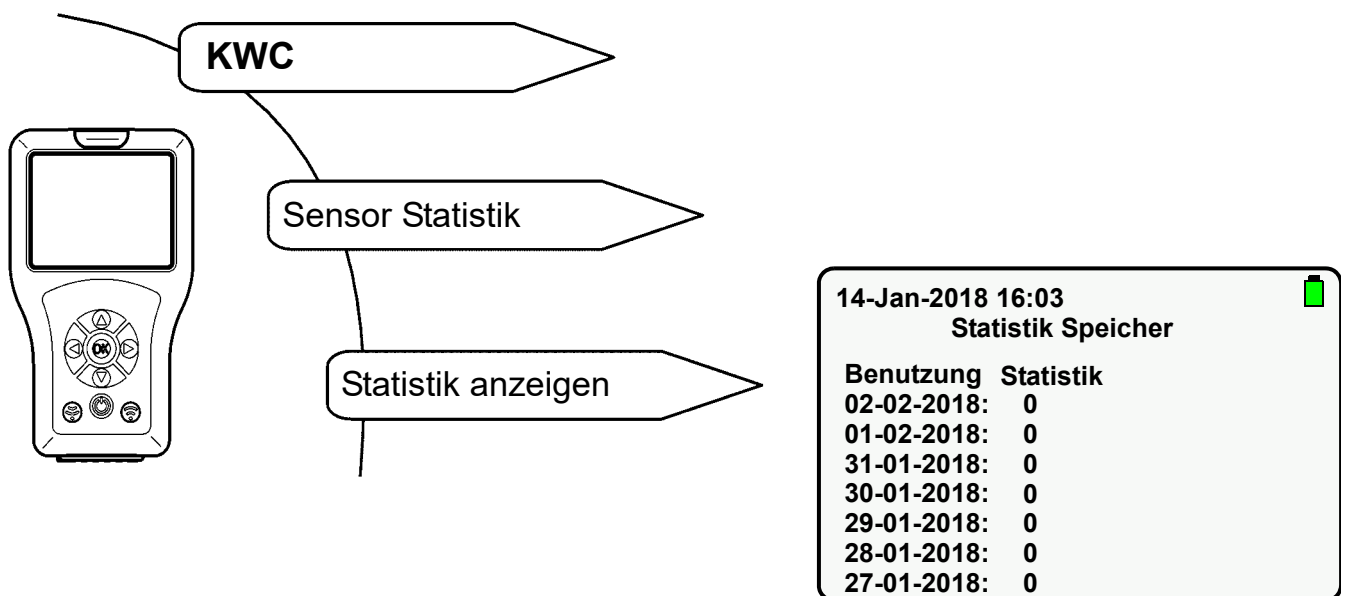 KWC
Sensor Statistik
Statistik anzeigen
OK
14-Jan-2018 16:03
Statistik Speicher
Benutzung Statistik
02-02-2018: 0
01-02-2018: 0
31-01-2018: 0
30-01-2018: 0
29-01-2018: 0
28-01-2018: 0
27-01-2018: 0